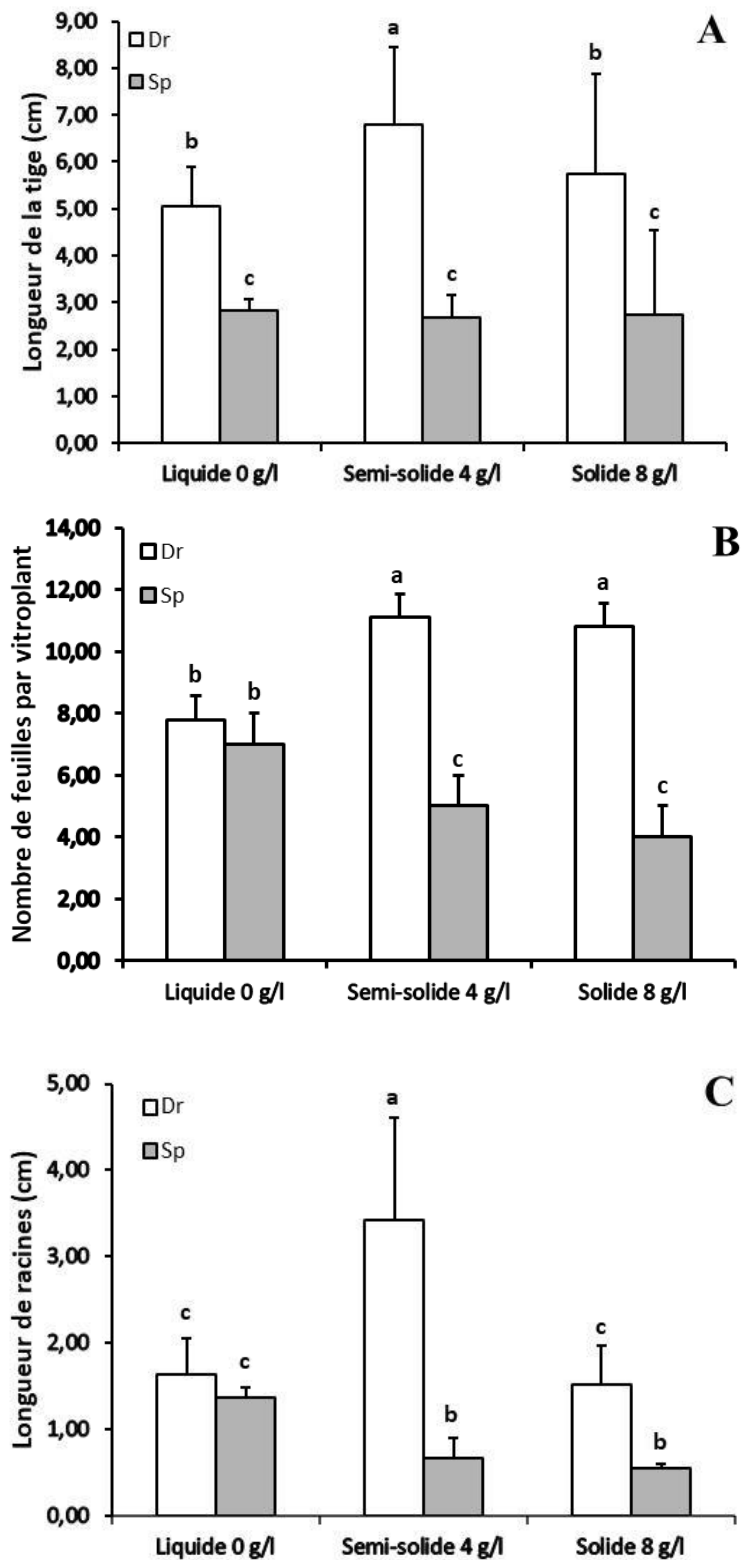 A
9,00
8,00
7,00
6,00
5,00
4,00
3,00
2,00
1,00
0,00
Longueur de la tige (cm)
Dr
Sp
b
c
a
c
b
c
Liquide 0 g/l
Semi-solide 4 g/l
Solide 8 g/l
B
14,00
12,00
10,00
8,00
6,00
4,00
2,00
0,00
Nombre de feuilles par vitroplant
Dr
Sp
b
b
a
c
a
c
Liquide 0 g/l
Semi-solide 4 g/l
Solide 8 g/l
C
5,00
4,00
3,00
2,00
1,00
0,00
Longueur de racines (cm)
Dr
Sp
c
c
a
b
c
b
Liquide 0 g/l
Semi-solide 4 g/l
Solide 8 g/l